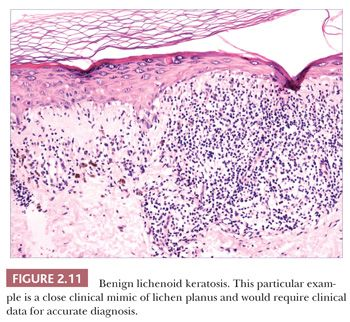 FIGURE 2.11 Benign lichenoid keratosis. This particular exam-
ple is a close clinical mimic of lichen planus and would require clinical
data for accurate diagnosis.